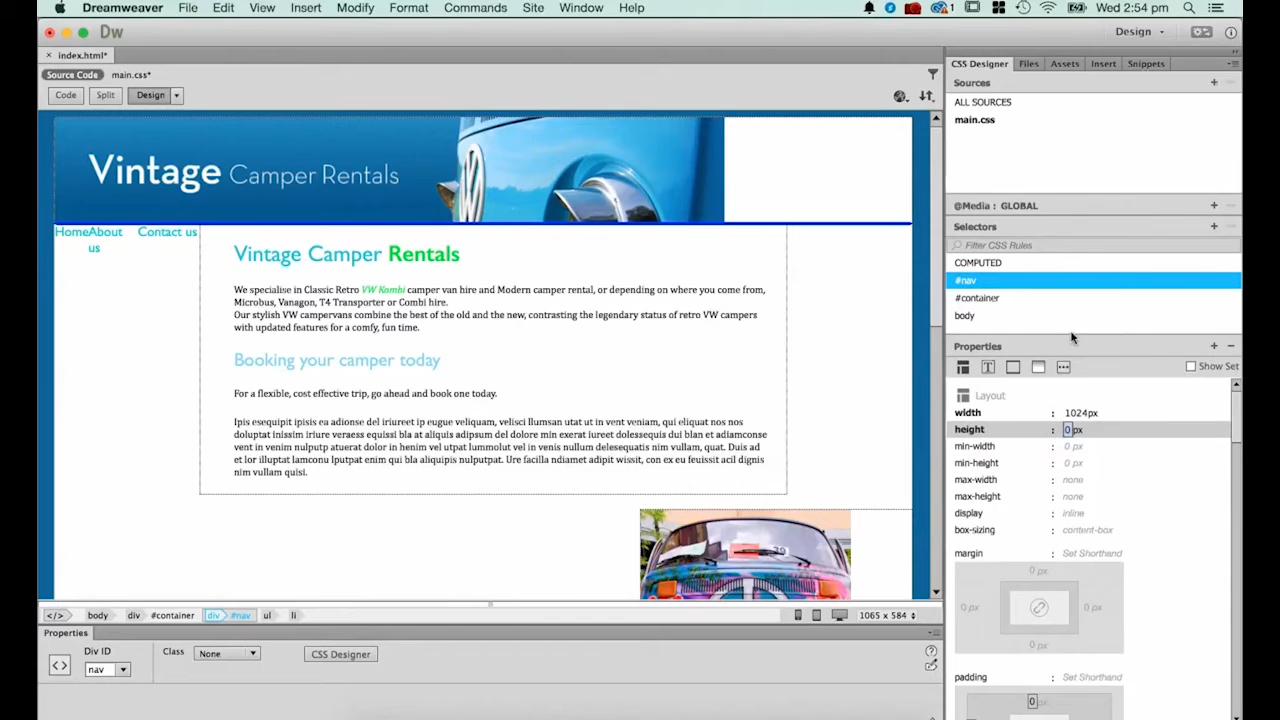 Dreamweaver File Edit View Insert Modify Format Commands Site Window Help 1 Wed 2:54 pm
Dw Design
× index.html*
Source Code main.css*
Code Split Design
Vintage Camper Rentals
Home About us Contact us
Vintage Camper Rentals
We specialise in Classic Retro VW Kombi camper van hire and Modern camper rental, or depending on where you come from,
Microbus, Vanagon, T4 Transporter or Combi hire.
Our stylish VW campervans combine the best of the old and the new, contrasting the legendary status of retro VW campers
with updated features for a comfy, fun time.
Booking your camper today
For a flexible, cost effective trip, go ahead and book one today.
Ipis esequipit ipisis ea adionse del iriureet ip eugue veliquam, velisci llumsan utat ut in vent veniam, qui eliquat nos nos
doluptat inissim iriure veraess equissi bla at aliquis adipsum del dolore min exerat iureet dolessequis dui blan et adiamconse
vent in venim nulputp atuerat dolor in henim vel utpat lummolut vel in venis nullum delesequatis nim vullam, quat. Duis ad
et lor illuptat lamconu lputpat enim qui bla aliquipis nulputpat. Ure facilla ndiamet adipit wissit, con ex eu feuissit acil dignis
nim vullam quisi.
</> body div #container div #nav ul li 1065 x 584
Properties
Div ID Class None CSS Designer
nav
CSS Designer Files Assets Insert Snippets
Sources
ALL SOURCES
main.css
@Media : GLOBAL
Selectors
Filter CSS Rules
COMPUTED
#nav
#container
body
Properties
Show Set
Layout
width : 1024px
height : 0 px
min-width : 0 px
min-height : 0 px
max-width : none
max-height : none
display : inline
box-sizing : content-box
margin : Set Shorthand
0 px
0 px 0 px
0 px
padding : Set Shorthand
0 px